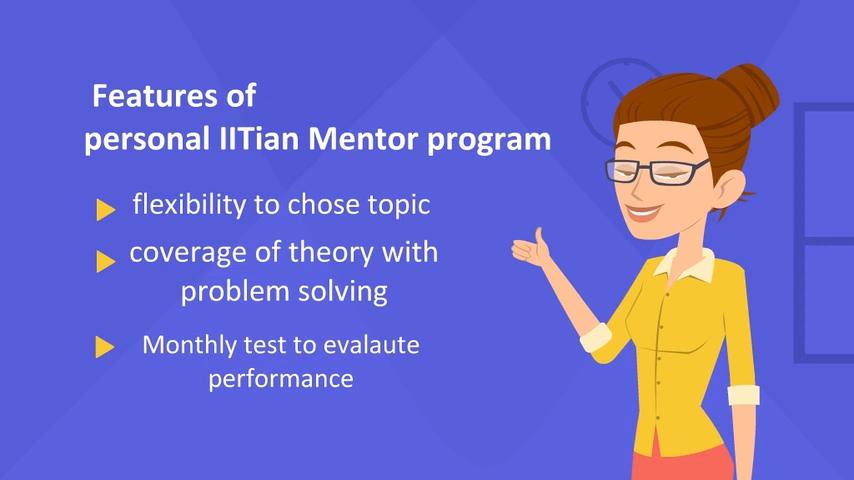 Features of
personal IITian Mentor program
flexibility to chose topic
coverage of theory with
problem solving
Monthly test to evalaute
performance